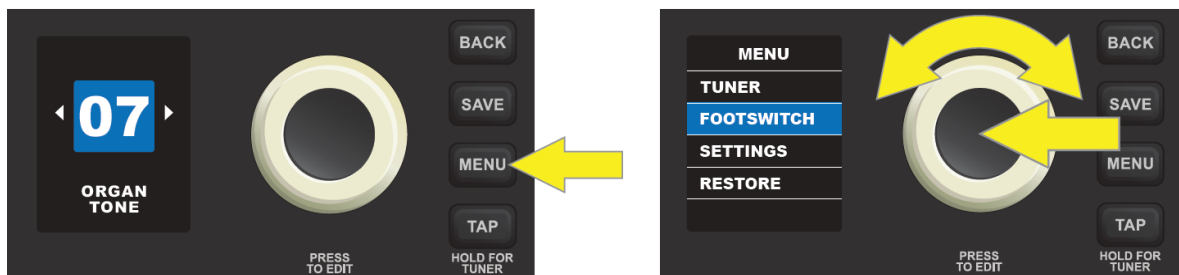 07
ORGAN
TONE
BACK
SAVE
MENU
TAP
PRESS
TO EDIT
HOLD FOR
TUNER
MENU
TUNER
FOOTSWITCH
SETTINGS
RESTORE
BACK
SAVE
MENU
TAP
PRESS
TO EDIT
HOLD FOR
TUNER